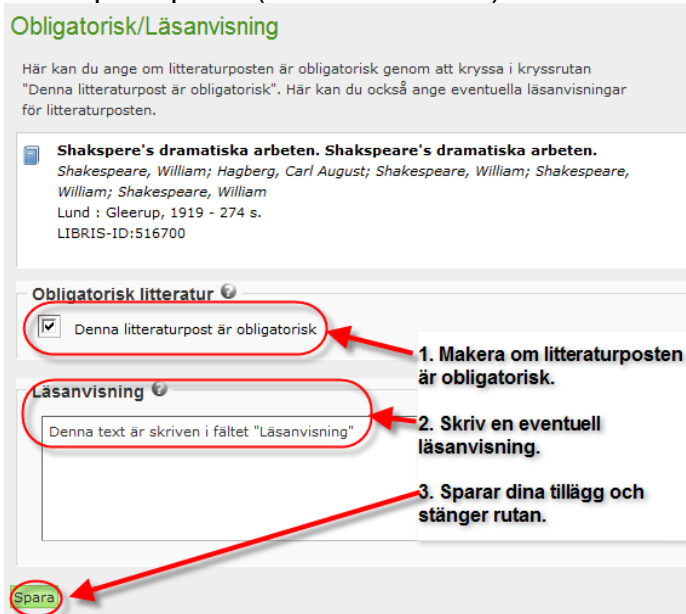 Obligatorisk/Läsanvisning
Här kan du ange om litteraturposten är obligatorisk genom att kryssa i kryssrutan
"Denna litteraturpost är obligatorisk". Här kan du också ange eventuella läsanvisningar
för litteraturposten.
Shakspere's dramatiska arbeten. Shakspeare's dramatiska arbeten.
Shakespeare, William; Hagberg, Carl August; Shakespeare, William; Shakespeare,
William; Shakespeare, William
Lund : Gleerup, 1919 - 274 s.
LIBRIS-ID:516700
Obligatorisk litteratur
Denna litteraturpost är obligatorisk
1. Makera om litteraturposten
är obligatorisk.
Läsanvisning
Denna text är skriven i fältet "Läsanvisning"
2. Skriv en eventuell
läsanvisning.
3. Sparar dina tillägg och
stänger rutan.
Spara